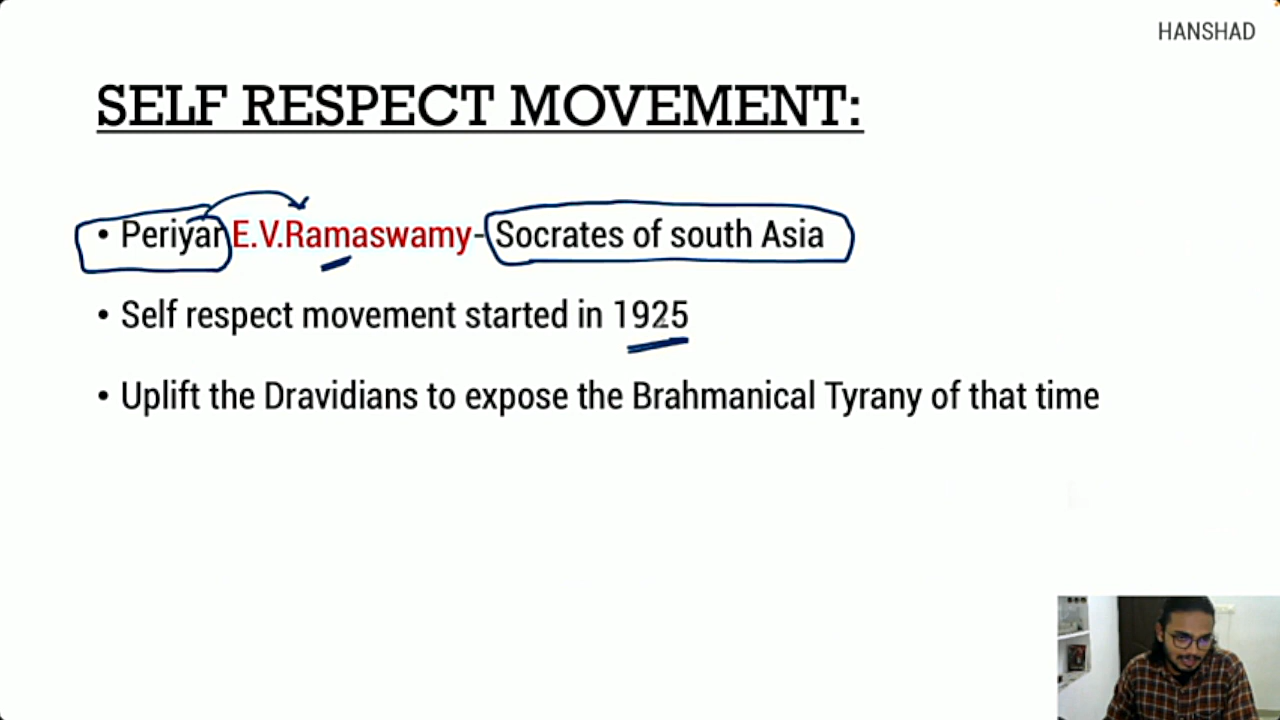 HANSHAD
SELF RESPECT MOVEMENT:
• Periyar E.V.Ramaswamy-Socrates of south Asia
• Self respect movement started in 1925
• Uplift the Dravidians to expose the Brahmanical Tyrany of that time